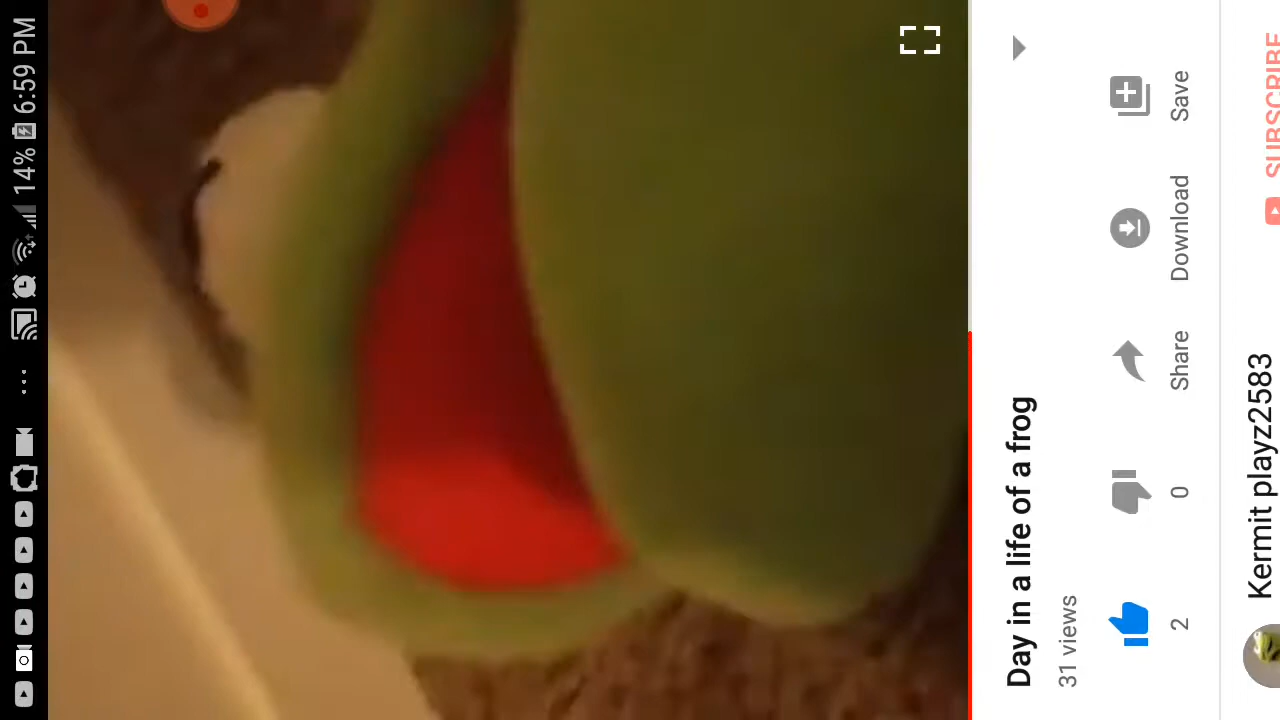 14% 6:59 PM
Day in a life of a frog
31 views
2
0
Share
Download
Save
Kermit playz2583
SUBSCRIBE